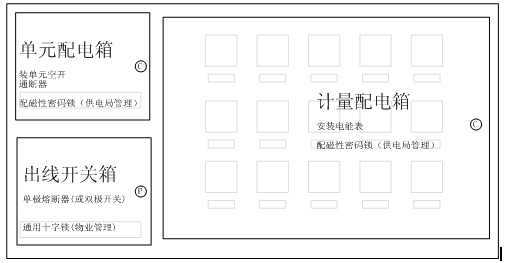 单元配电箱
装单元空开
通断器
配磁性密码锁（供电局管理）
C
出线开关箱
单极熔断器(或双极开关)
通用十字锁(物业管理)
P
计量配电箱
安装电能表
配磁性密码锁（供电局管理）
C